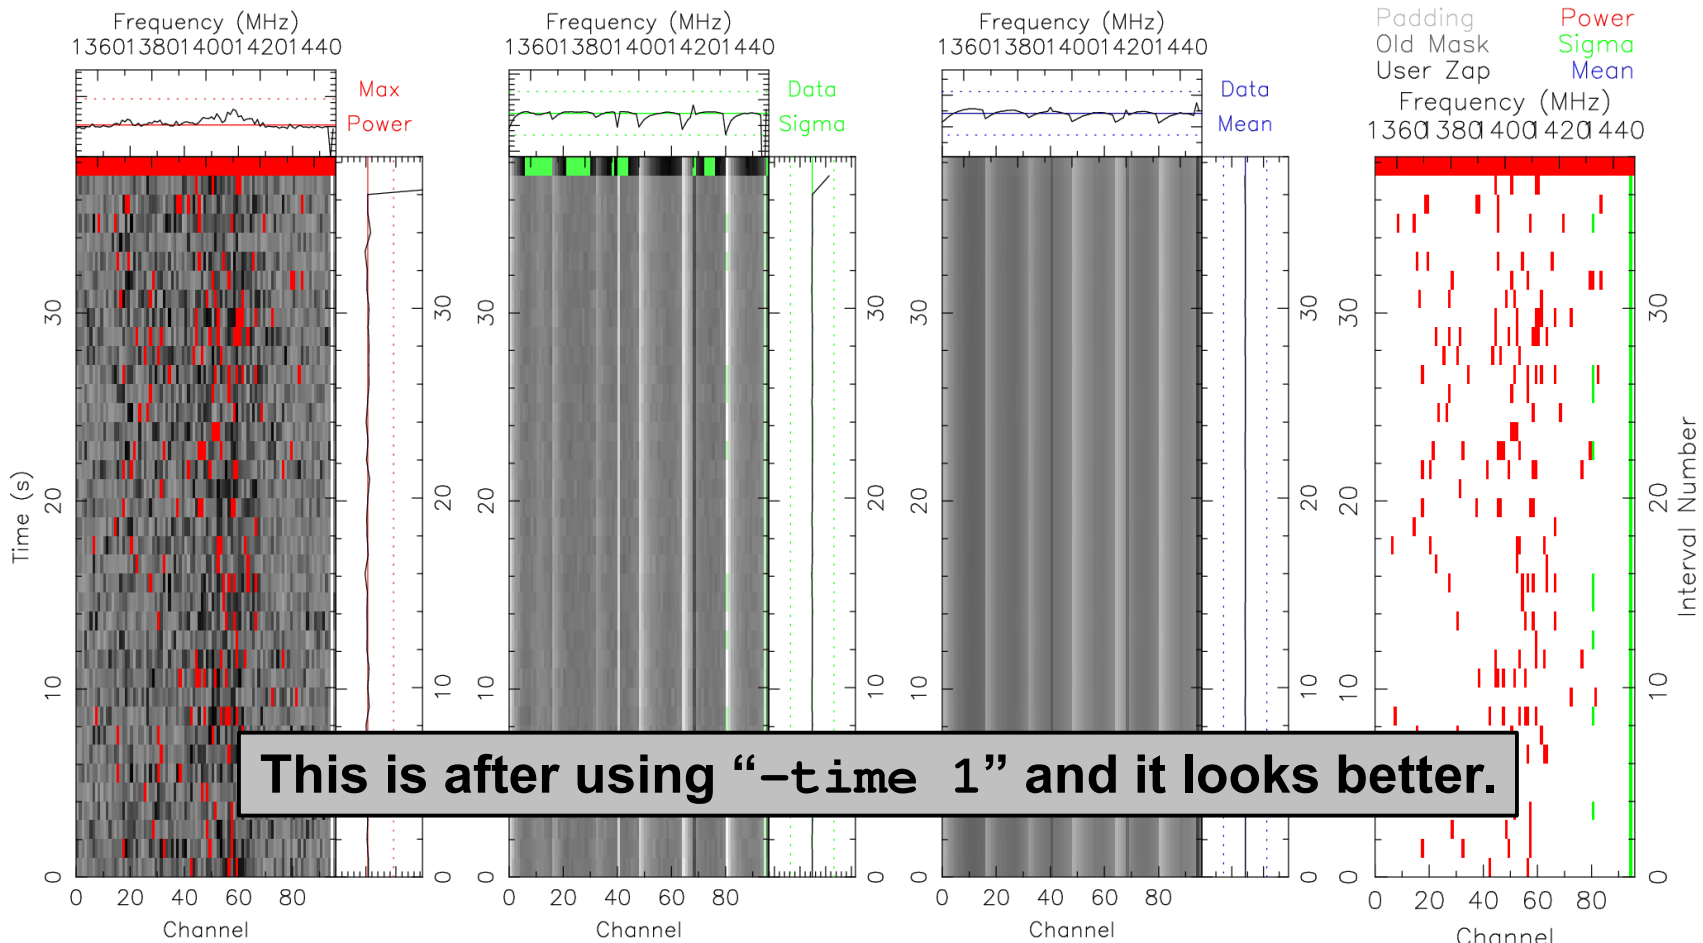 Frequency (MHz)
1360 1380 1400 1420 1440
Max
Power
30
20
10
0
Time (s)
30
20
10
0
0 20 40 60 80
Channel
Frequency (MHz)
1360 1380 1400 1420 1440
Data
Sigma
30
20
10
0
30
20
10
0
0 20 40 60 80
Channel
Frequency (MHz)
1360 1380 1400 1420 1440
Data
Mean
30
20
10
0
30
20
10
0
0 20 40 60 80
Channel
Padding Power
Old Mask Sigma
User Zap Mean
Frequency (MHz)
1360 1380 1400 1420 1440
30
20
10
0
30
20
10
0
Interval Number
0 20 40 60 80
Channel
This is after using “-time 1” and it looks better.